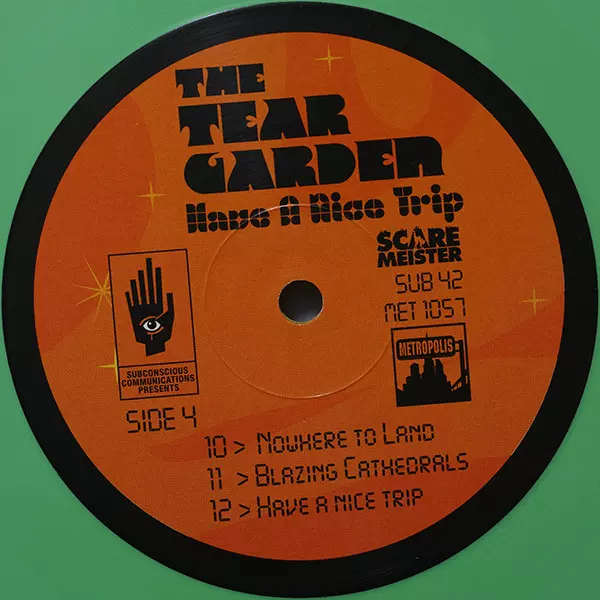 THE
TEAR
GARDEN
Have A Nice Trip
SCARE
MEISTER
SUB 42
MET 1057
METROPOLIS
SUBCONSCIOUS
COMMUNICATIONS
PRESENTS
SIDE 4
10 > Nowhere to Land
11 > Blazing Cathedrals
12 > Have a nice trip